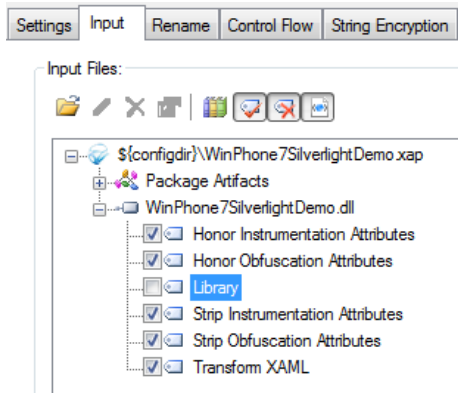 Settings Input Rename Control Flow String Encryption
Input Files:
${configdir}\WinPhone7SilverlightDemo.xap
Package Artifacts
WinPhone7SilverlightDemo.dll
Honor Instrumentation Attributes
Honor Obfuscation Attributes
Library
Strip Instrumentation Attributes
Strip Obfuscation Attributes
Transform XAML